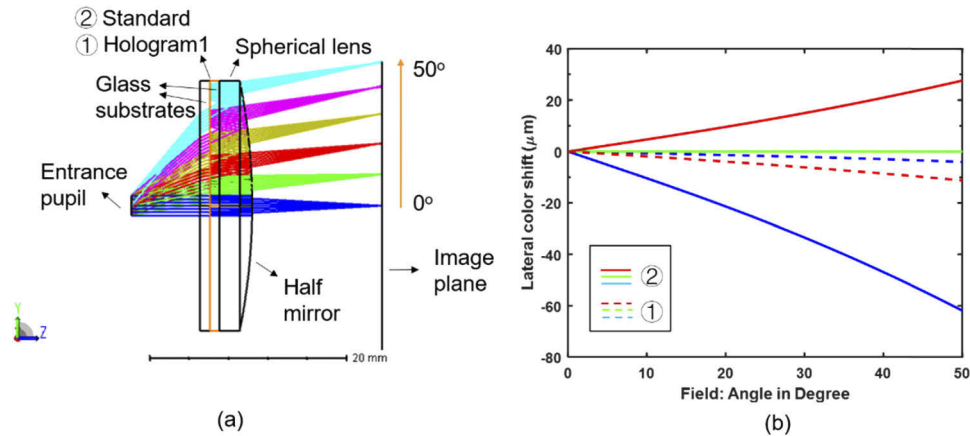 ② Standard
① Hologram1
Spherical lens
Glass
substrates
Entrance
pupil
50°
0°
Image
plane
Half
mirror
Y
Z
20 mm
(a)
Lateral color shift (μm)
40
20
0
-20
-40
-60
-80
②
①
0
10
20
30
40
50
Field: Angle in Degree
(b)